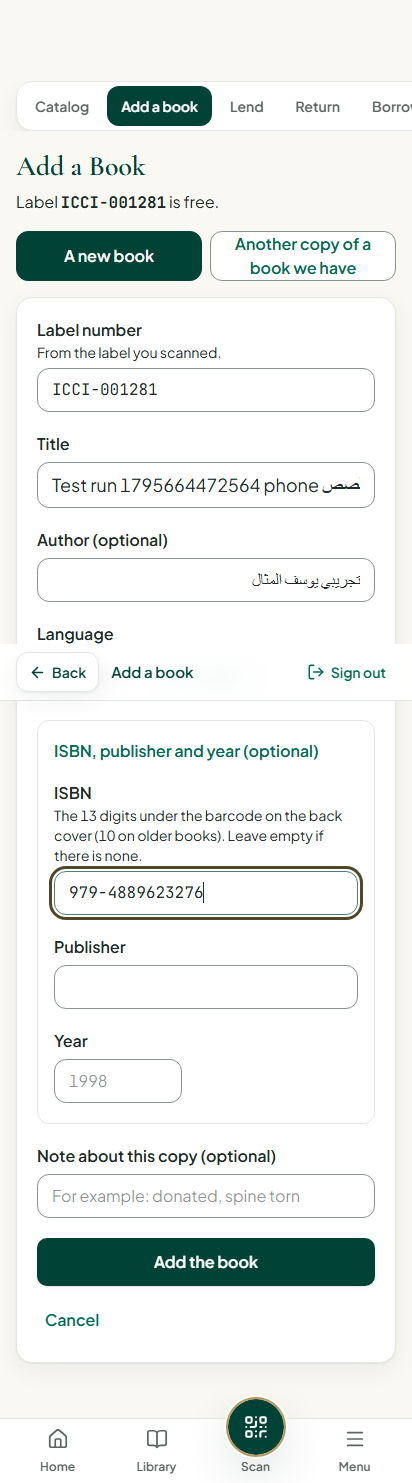 Catalog Add a book Lend Return Borrow
Add a Book
Label ICCI-001281 is free.
A new book
Another copy of a
book we have
Label number
From the label you scanned.
ICCI-001281
Title
Test run 1795664472564 phone قصص
Author (optional)
تجريبي يوسف المثال
Language
Back Add a book Sign out
ISBN, publisher and year (optional)
ISBN
The 13 digits under the barcode on the back
cover (10 on older books). Leave empty if
there is none.
979-4889623276
Publisher
Year
1998
Note about this copy (optional)
For example: donated, spine torn
Add the book
Cancel
Home Library Scan Menu